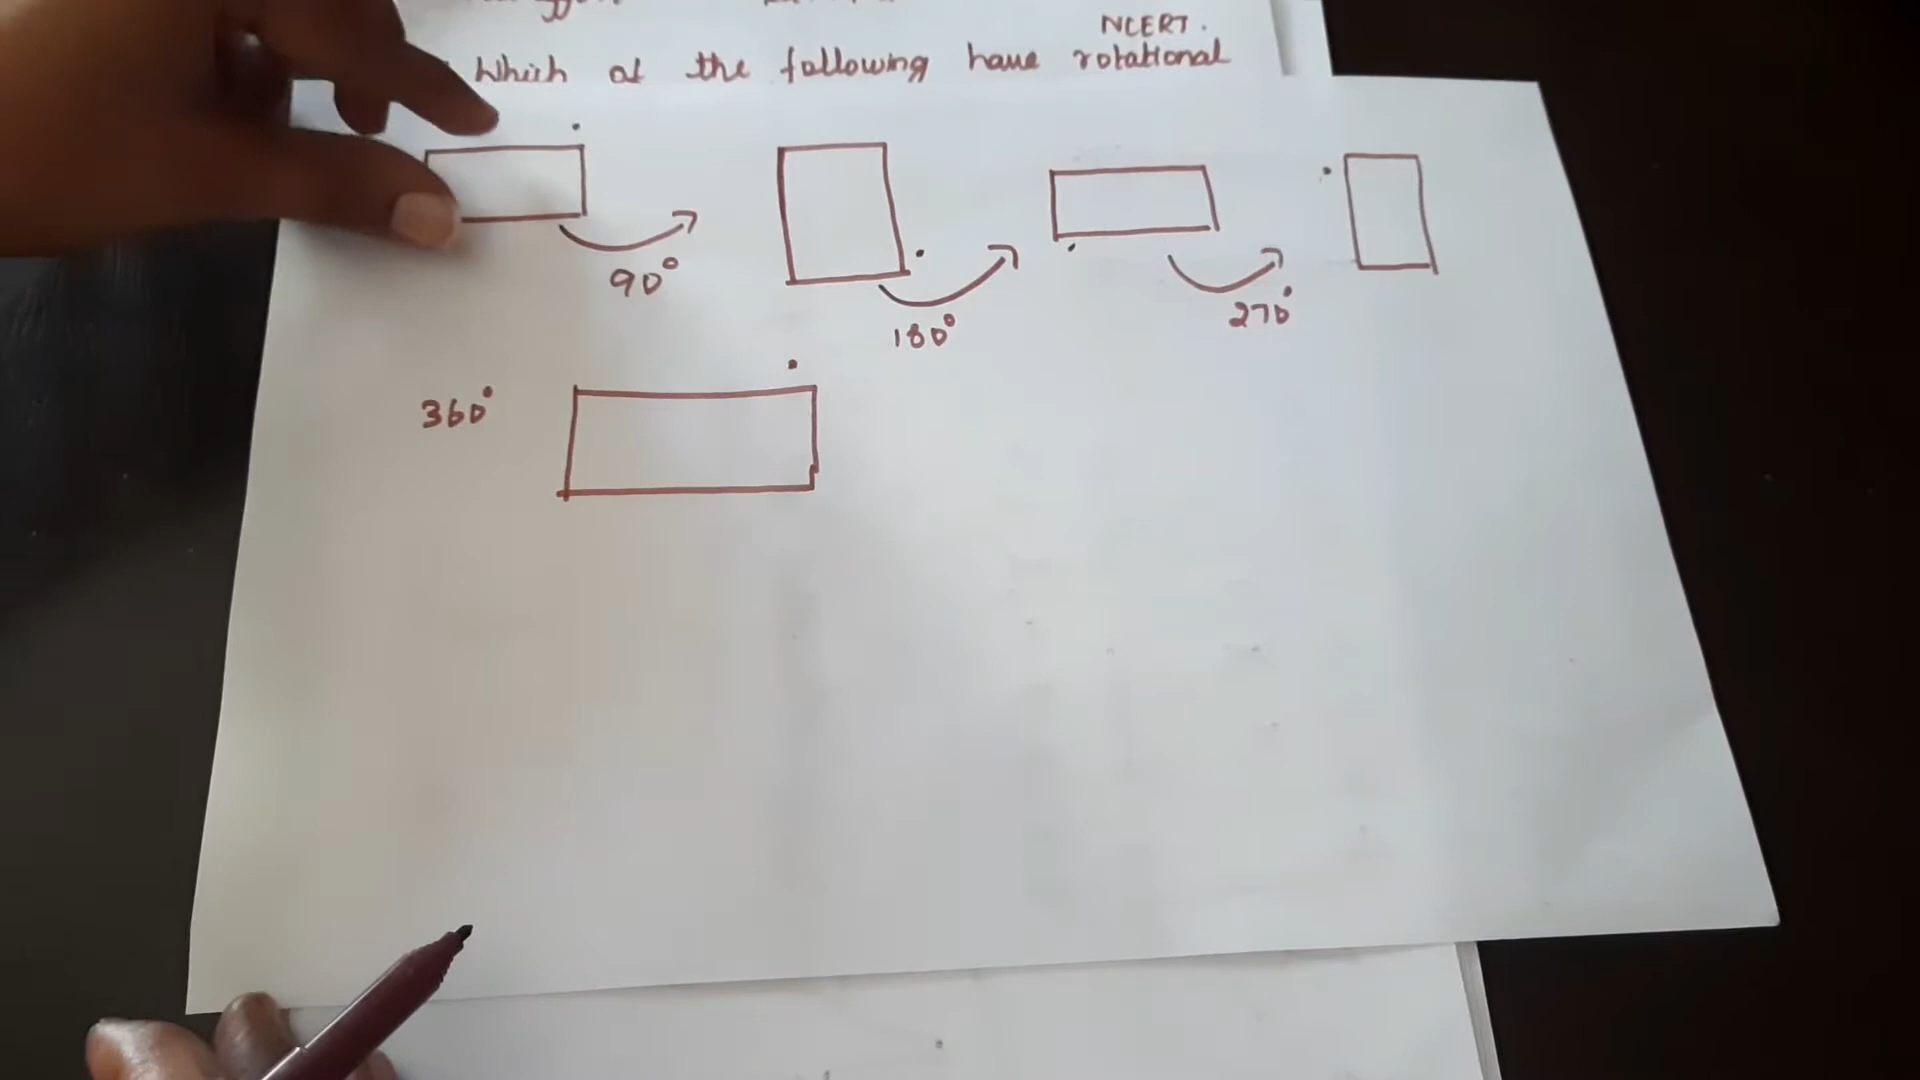 NCERT.
Which of the following have rotational
90°
180°
270°
360°